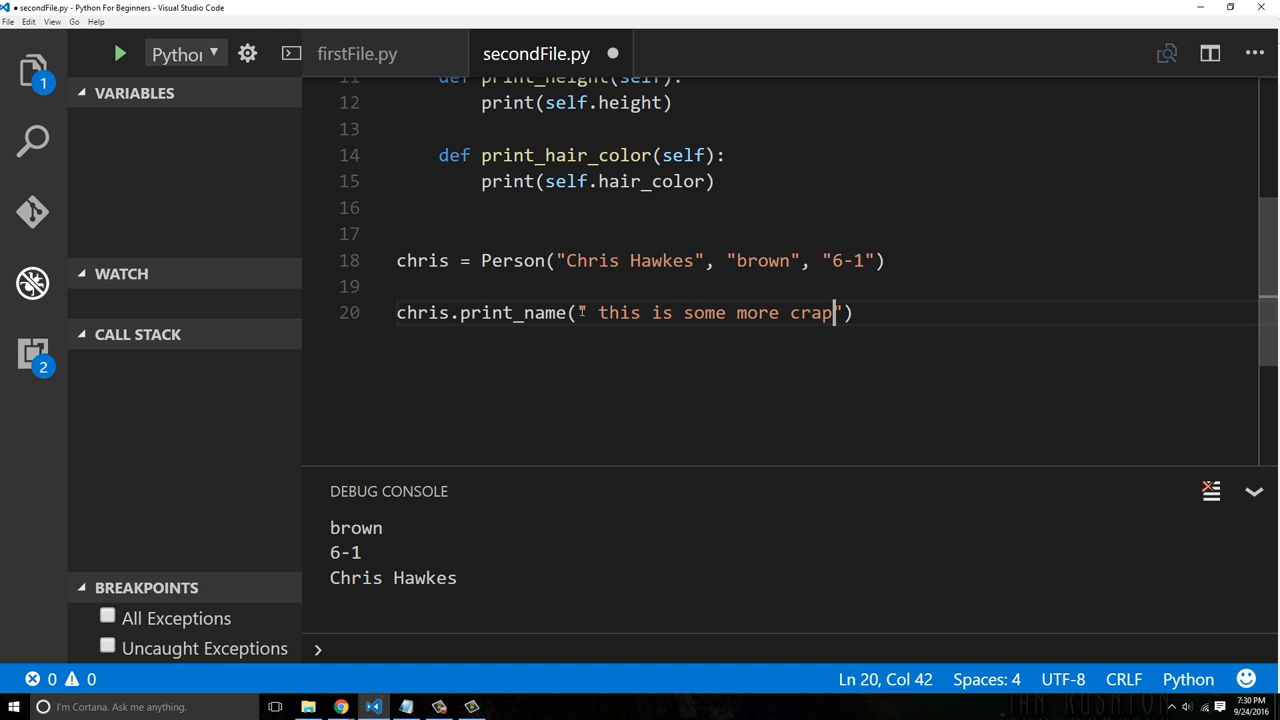 ● secondFile.py - Python For Beginners - Visual Studio Code
File Edit View Go Help
1
Python
firstFile.py
secondFile.py
VARIABLES
WATCH
CALL STACK
2
BREAKPOINTS
All Exceptions
Uncaught Exceptions
11 def print_height(self):
12 print(self.height)
13
14 def print_hair_color(self):
15 print(self.hair_color)
16
17
18 chris = Person("Chris Hawkes", "brown", "6-1")
19
20 chris.print_name(" this is some more crap")
DEBUG CONSOLE
brown
6-1
Chris Hawkes
0 0
Ln 20, Col 42 Spaces: 4 UTF-8 CRLF Python
I'm Cortana. Ask me anything.
7:30 PM
9/24/2016